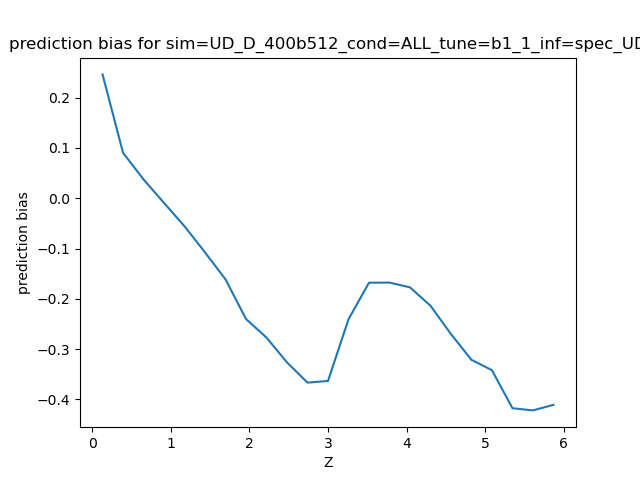 prediction bias for sim=UD_D_400b512_cond=ALL_tune=b1_1_inf=spec_UD
prediction bias
0.2
0.1
0.0
−0.1
−0.2
−0.3
−0.4
0 1 2 3 4 5 6
Z